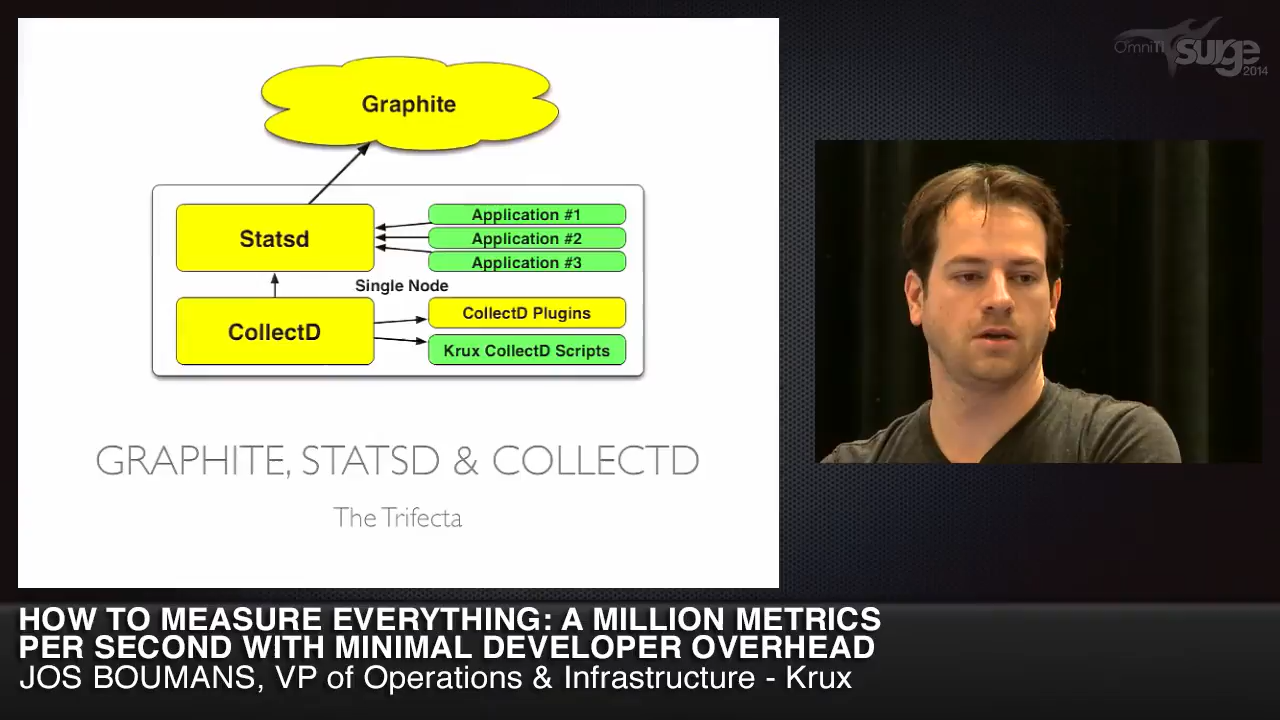 OmniTI surge 2014
Graphite
Statsd
Application #1
Application #2
Application #3
Single Node
CollectD
CollectD Plugins
Krux CollectD Scripts
GRAPHITE, STATSD & COLLECTD
The Trifecta
HOW TO MEASURE EVERYTHING: A MILLION METRICS
PER SECOND WITH MINIMAL DEVELOPER OVERHEAD
JOS BOUMANS, VP of Operations & Infrastructure - Krux